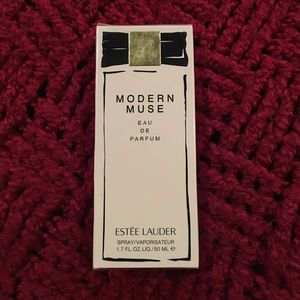 MODERN
MUSE
EAU
DE
PARFUM
ESTĒE LAUDER
SPRAY/VAPORISATEUR
1.7 FL.OZ.LIQ./50 ML ℮